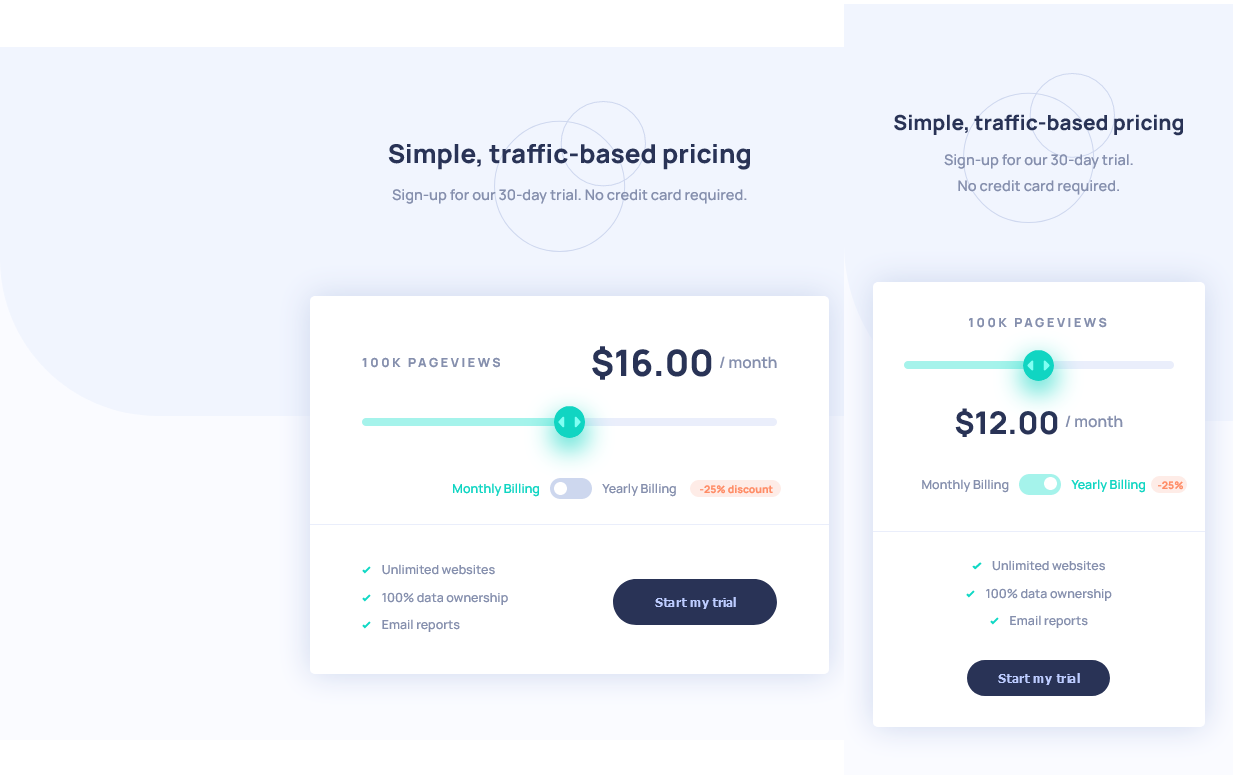 Simple, traffic-based pricing
Sign-up for our 30-day trial. No credit card required.
100K PAGEVIEWS
$16.00 / month
Monthly Billing Yearly Billing -25% discount
Unlimited websites
100% data ownership
Email reports
Start my trial
Simple, traffic-based pricing
Sign-up for our 30-day trial.
No credit card required.
100K PAGEVIEWS
$12.00 / month
Monthly Billing Yearly Billing -25%
Unlimited websites
100% data ownership
Email reports
Start my trial